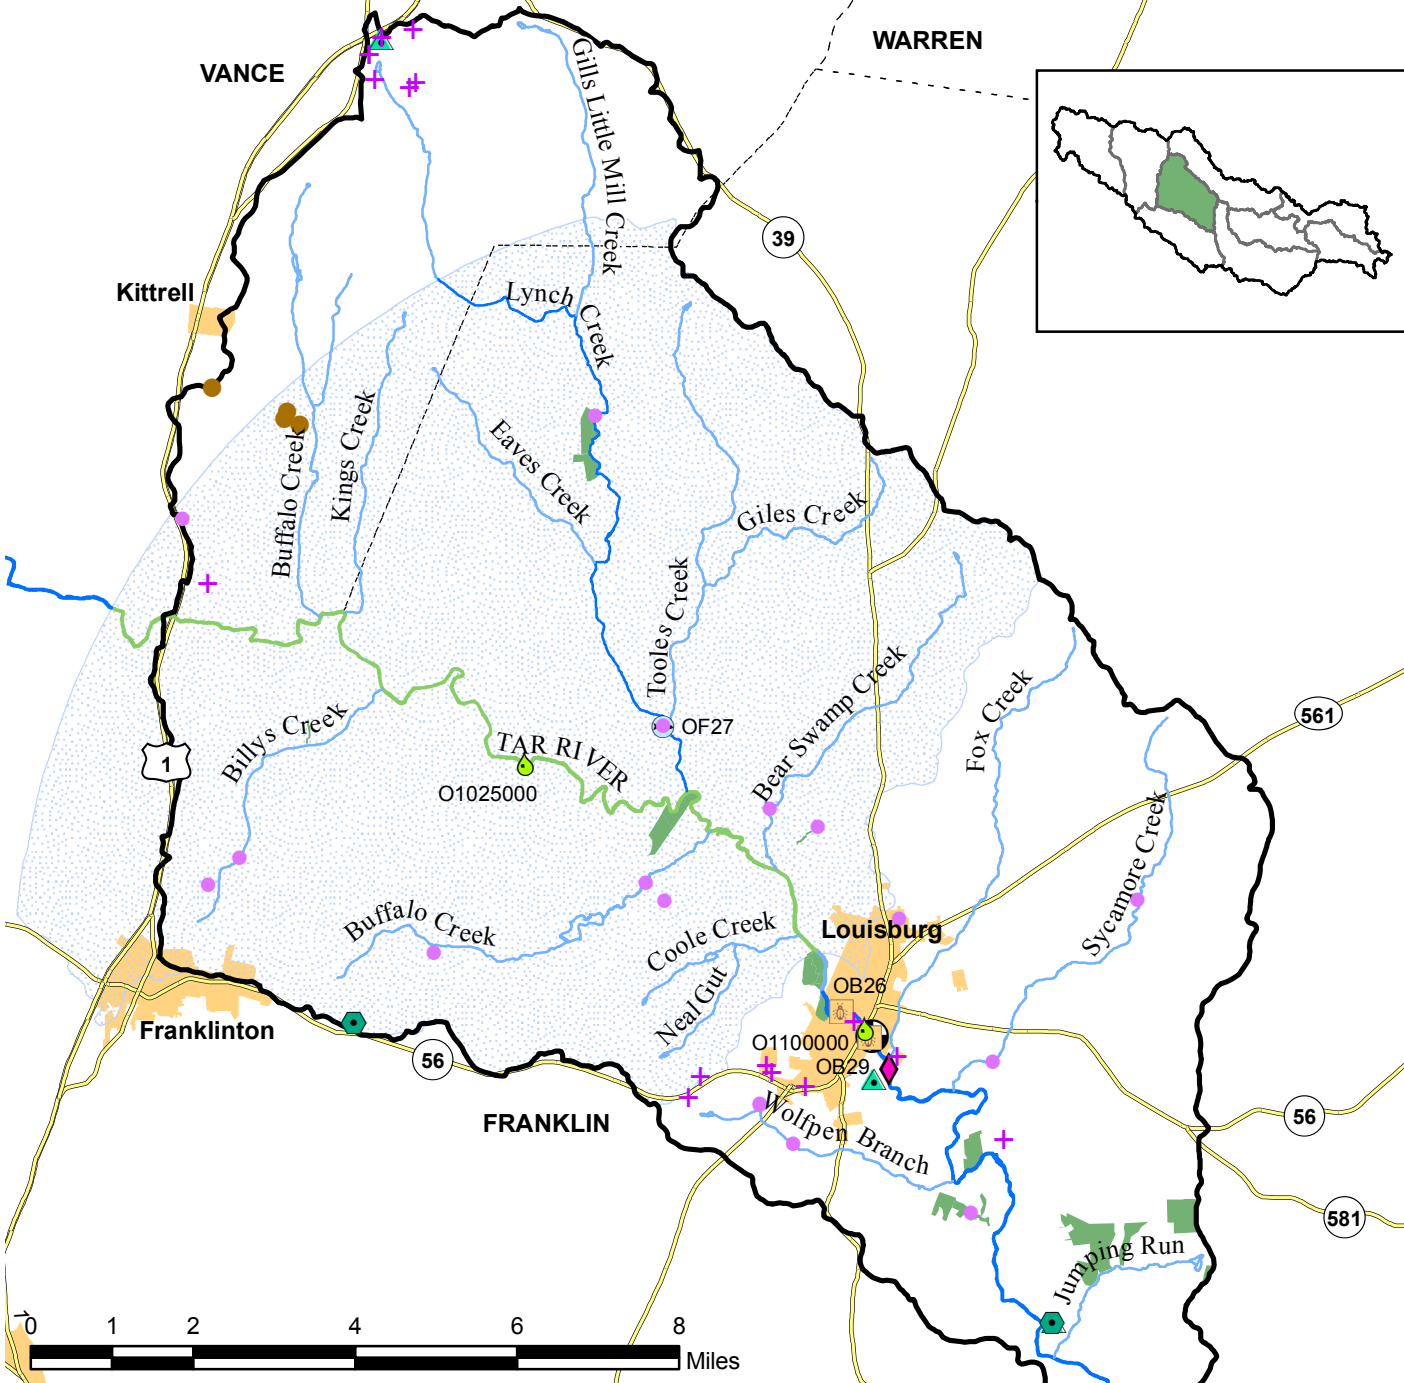 WARREN
VANCE
Gills Little Mill Creek
39
Kittrell
Lynch Creek
Buffalo Creek
Kings Creek
Eaves Creek
Giles Creek
Tooles Creek
Bear Swamp Creek
Fox Creek
561
OF27
Billys Creek
1
TAR RIVER
O1025000
Sycamore Creek
Buffalo Creek
Coole Creek
Louisburg
Neal Gut
OB26
Franklinton
O1100000
56
OB29
FRANKLIN
Wolfpen Branch
56
581
Jumping Run
0 1 2 4 6 8
Miles